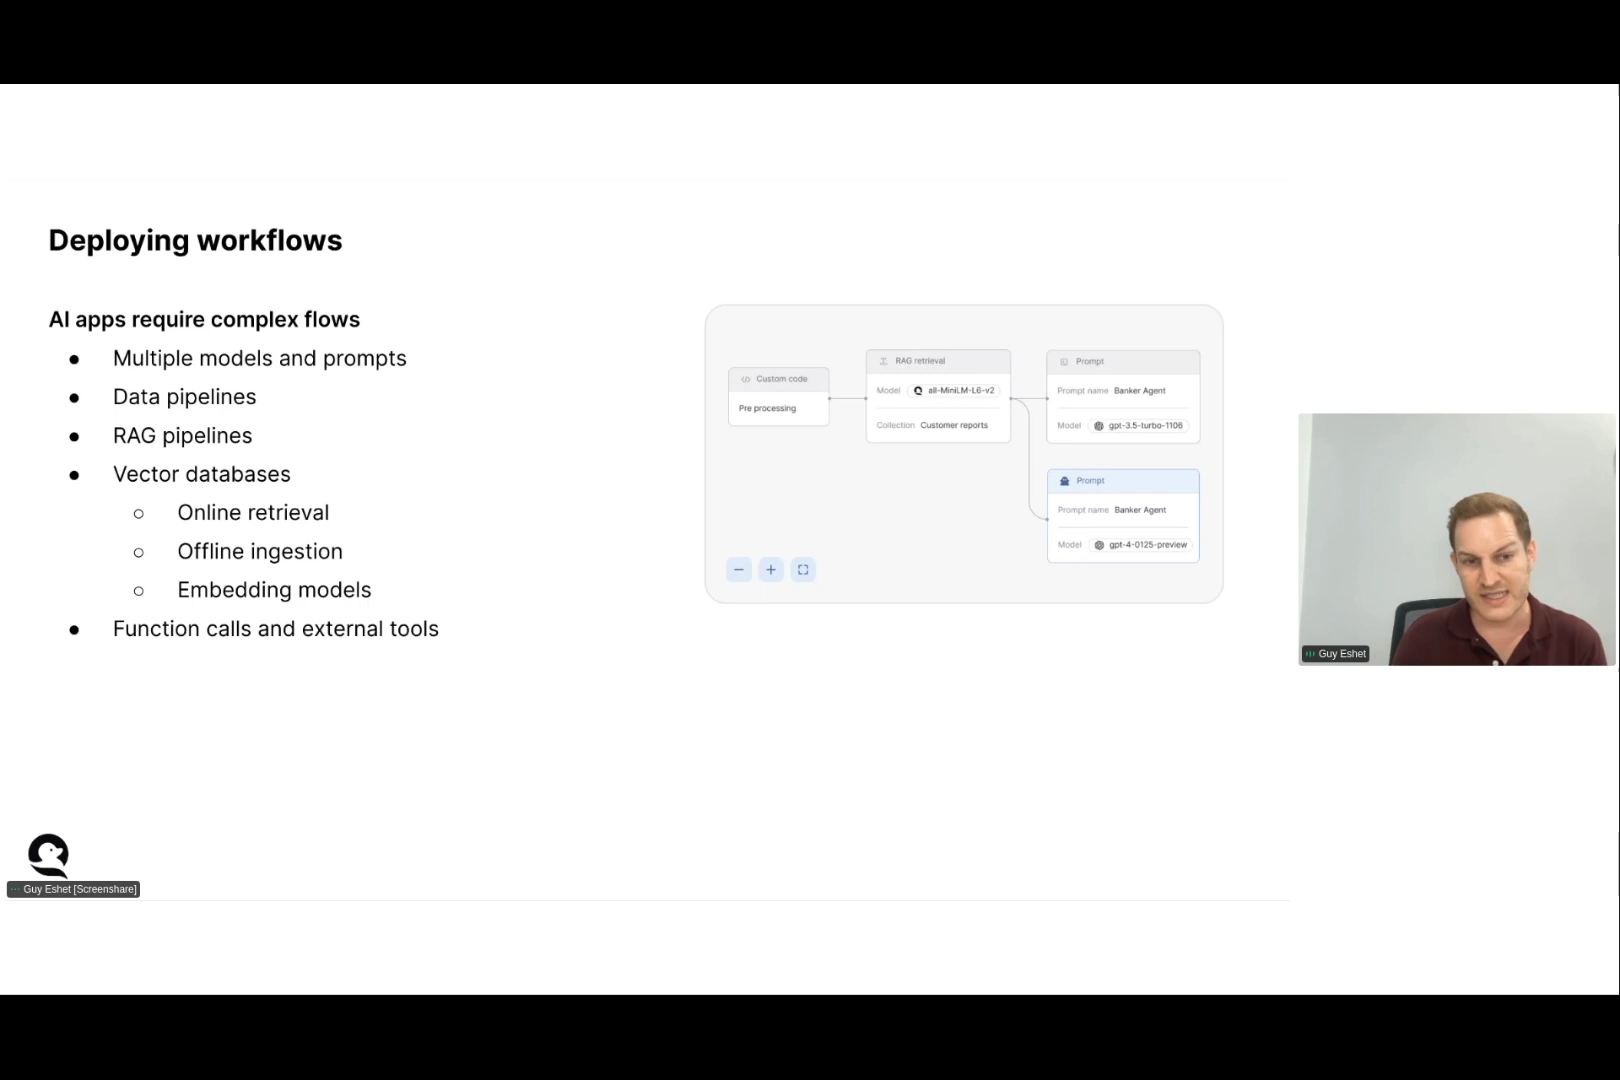 Deploying workflows
AI apps require complex flows
Multiple models and prompts
Data pipelines
RAG pipelines
Vector databases
Online retrieval
Offline ingestion
Embedding models
Function calls and external tools
Custom code
Pre processing
RAG retrieval
Model all-MiniLM-L6-v2
Collection Customer reports
Prompt
Prompt name Banker Agent
Model gpt-3.5-turbo-1106
Prompt
Prompt name Banker Agent
Model gpt-4-0125-preview
Guy Eshet
Guy Eshet [Screenshare]